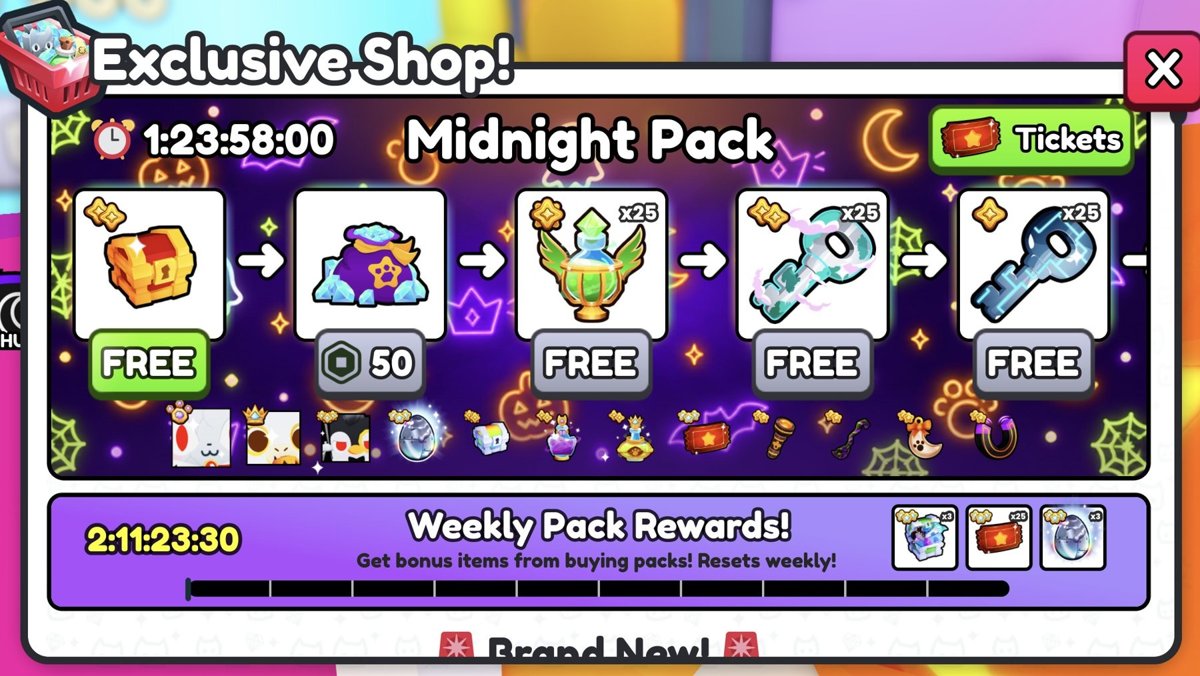 Exclusive Shop!
X
1:23:58:00
Midnight Pack
Tickets
x25
x25
x25
FREE
50
FREE
FREE
FREE
HU
2:11:23:30
Weekly Pack Rewards!
Get bonus items from buying packs! Resets weekly!
x3
x25
x3
Brand New!